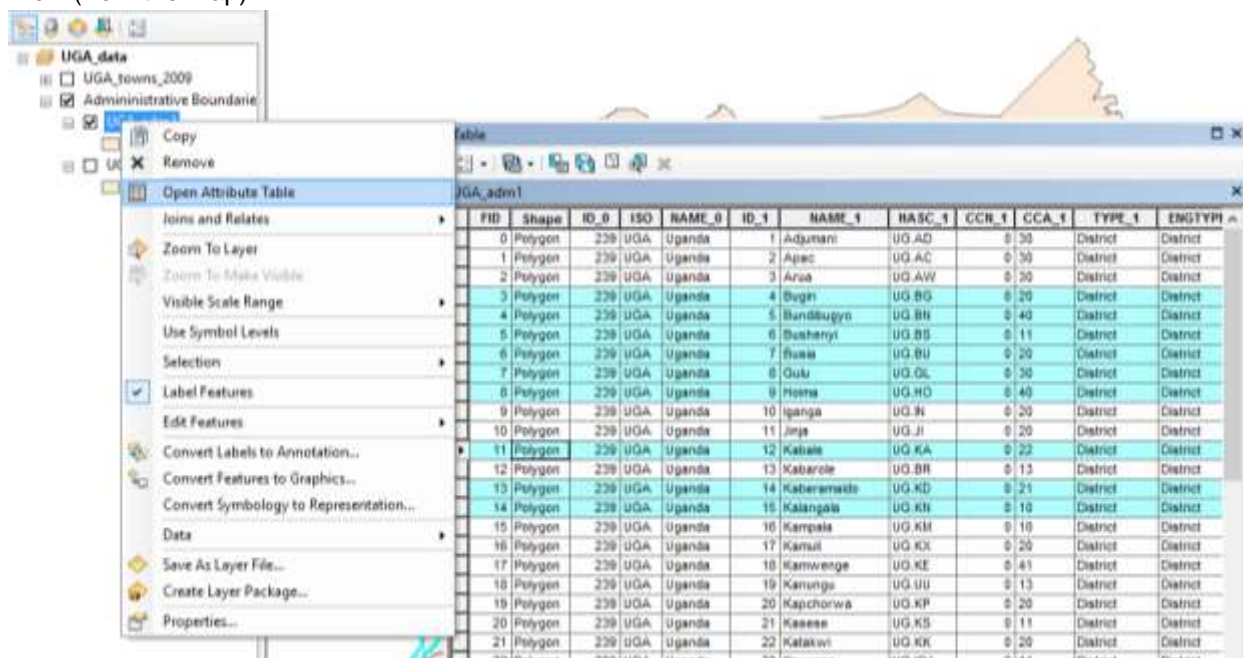 UGA_data
UGA_towns_2009
Admininistrative Boundarie
Copy
Remove
Open Attribute Table
Joins and Relates
Zoom To Layer
Zoom To Make Visible
Visible Scale Range
Use Symbol Levels
Selection
Label Features
Edit Features
Convert Labels to Annotation...
Convert Features to Graphics...
Convert Symbology to Representation...
Data
Save As Layer File...
Create Layer Package...
Properties...
Table
UGA_adm1
FID Shape ID_0 ISO NAME_0 ID_1 NAME_1 HASC_1 CCN_1 CCA_1 TYPE_1 ENGTYPE
0 Polygon 239 UGA Uganda 1 Adjumani UG.AD 0 30 District District
1 Polygon 239 UGA Uganda 2 Apac UG.AC 0 30 District District
2 Polygon 239 UGA Uganda 3 Arua UG.AW 0 30 District District
3 Polygon 239 UGA Uganda 4 Bugiri UG.BG 0 20 District District
4 Polygon 239 UGA Uganda 5 Bundibugyo UG.BN 0 40 District District
5 Polygon 239 UGA Uganda 6 Bushenyi UG.BS 0 11 District District
6 Polygon 239 UGA Uganda 7 Busia UG.BU 0 20 District District
7 Polygon 239 UGA Uganda 8 Gulu UG.GL 0 30 District District
8 Polygon 239 UGA Uganda 9 Hoima UG.HO 0 40 District District
9 Polygon 239 UGA Uganda 10 Iganga UG.IN 0 20 District District
10 Polygon 239 UGA Uganda 11 Jinja UG.JI 0 20 District District
11 Polygon 239 UGA Uganda 12 Kabale UG.KA 0 22 District District
12 Polygon 239 UGA Uganda 13 Kabarole UG.BR 0 13 District District
13 Polygon 239 UGA Uganda 14 Kaberamaido UG.KD 0 21 District District
14 Polygon 239 UGA Uganda 15 Kalangala UG.KN 0 10 District District
15 Polygon 239 UGA Uganda 16 Kampala UG.KM 0 10 District District
16 Polygon 239 UGA Uganda 17 Kamuli UG.KX 0 20 District District
17 Polygon 239 UGA Uganda 18 Kamwenge UG.KE 0 41 District District
18 Polygon 239 UGA Uganda 19 Kanungu UG.UU 0 13 District District
19 Polygon 239 UGA Uganda 20 Kapchorwa UG.KP 0 20 District District
20 Polygon 239 UGA Uganda 21 Kasese UG.KS 0 11 District District
21 Polygon 239 UGA Uganda 22 Katakwi UG.KK 0 20 District District